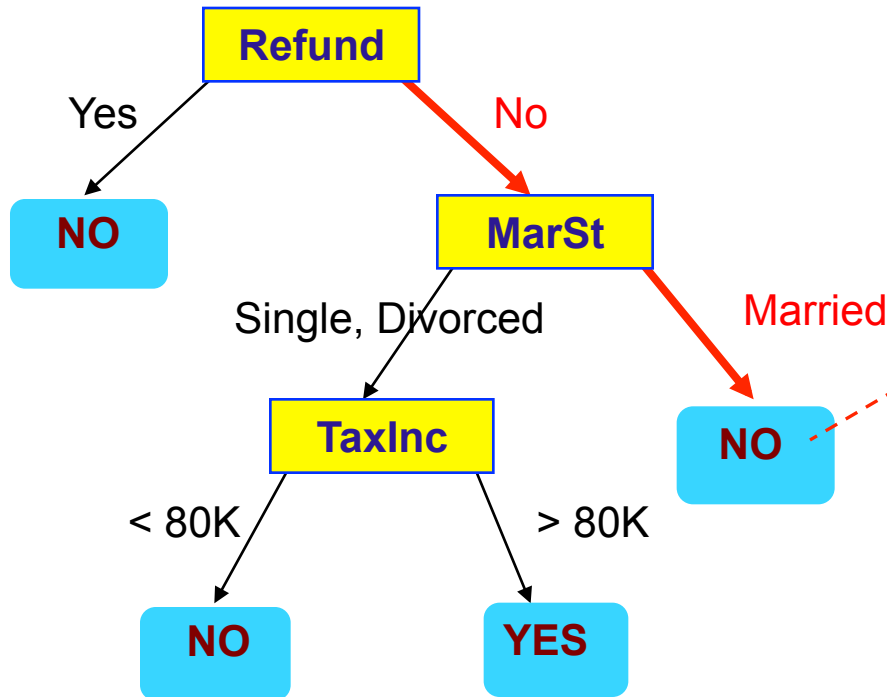 Refund
Yes
No
NO
MarSt
Single, Divorced
Married
TaxInc
NO
< 80K
> 80K
NO
YES